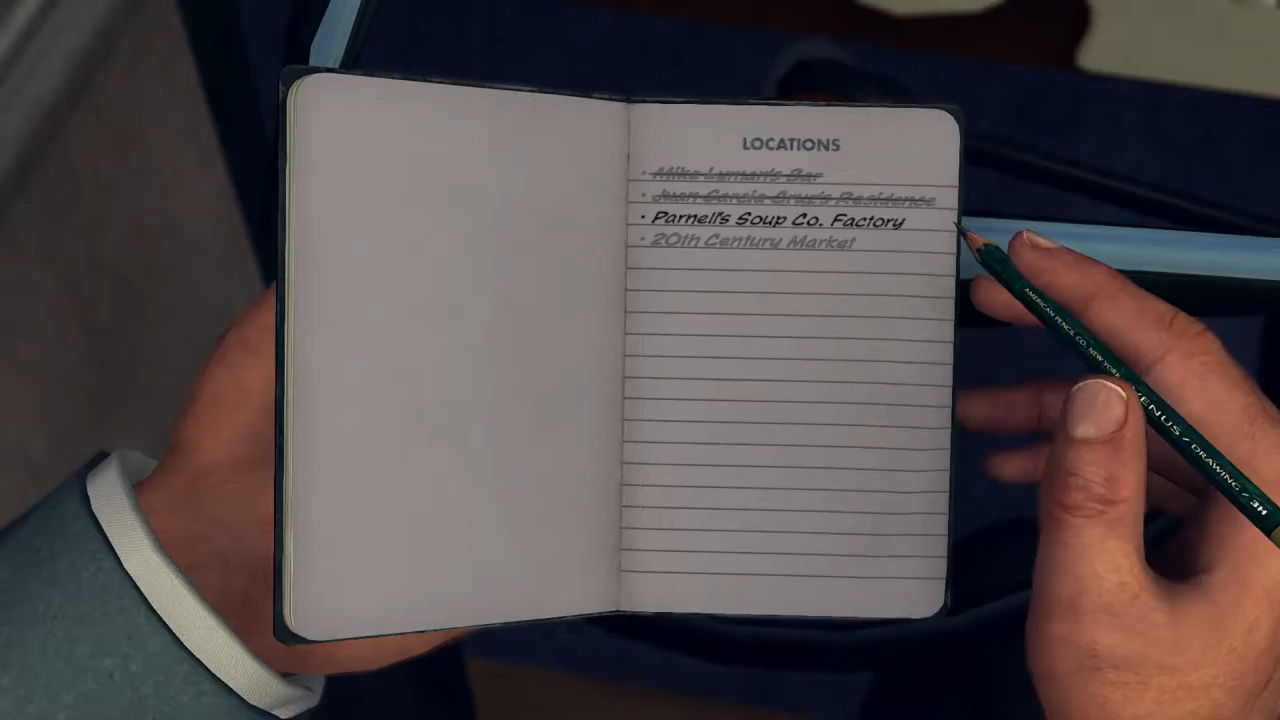 LOCATIONS
• Mike Lyman's Bar
• Juan Garcia Cruz's Residence
• Parnell's Soup Co. Factory
• 20th Century Market
AMERICAN PENCIL CO. NEW YORK VENUS / DRAWING / 3H